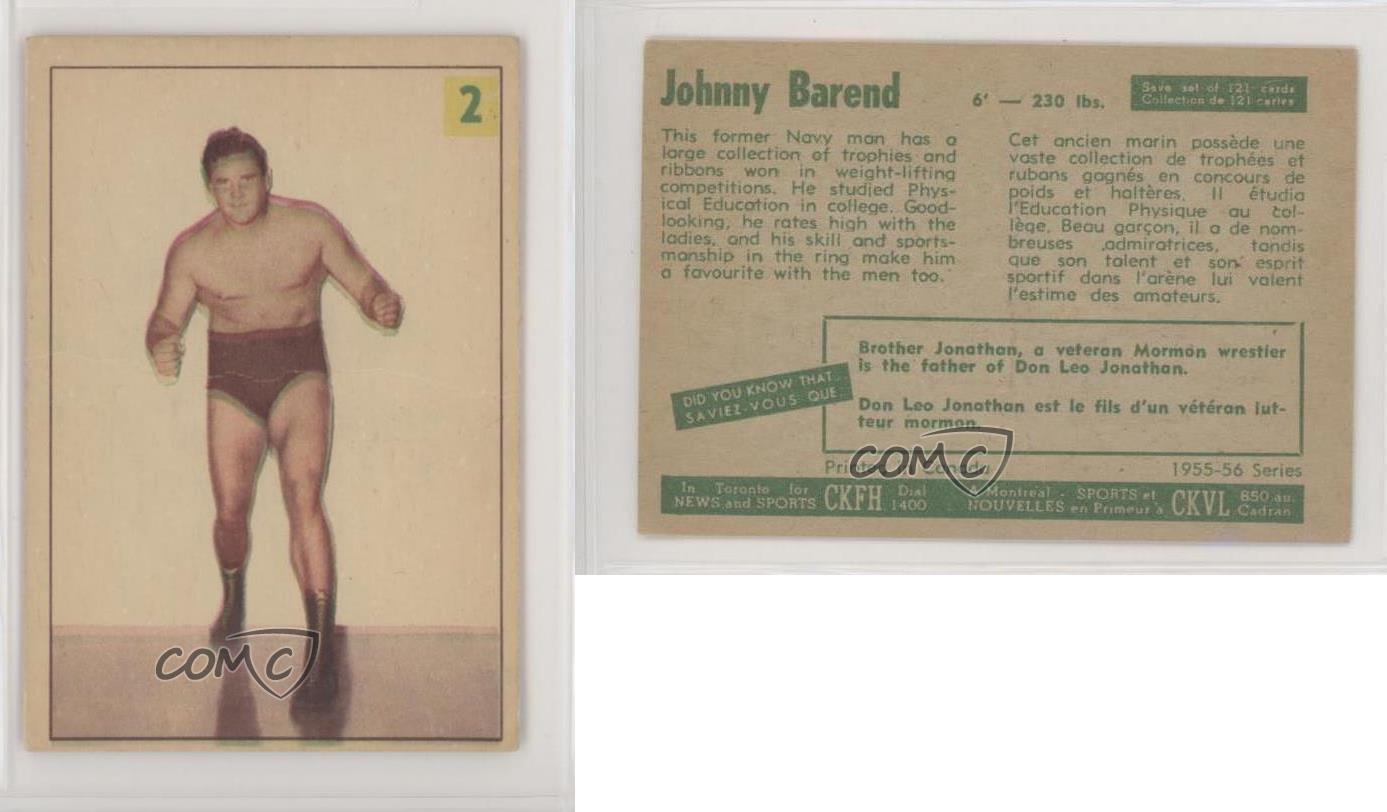 2
COMC
Johnny Barend
6' — 230 lbs.
Save set of 121 cards
Collection de 121 cartes
This former Navy man has a
large collection of trophies and
ribbons won in weight-lifting
competitions. He studied Phys-
ical Education in college. Good-
looking, he rates high with the
ladies, and his skill and sports-
manship in the ring make him
a favourite with the men too.
Cet ancien marin possède une
vaste collection de trophées et
rubans gagnés en concours de
poids et haltères. Il étudia
l'Education Physique au col-
lège. Beau garçon, il a de nom-
breuses admiratrices, tandis
que son talent et son esprit
sportif dans l'arène lui valent
l'estime des amateurs.
DID YOU KNOW THAT...
SAVIEZ-VOUS QUE
Brother Jonathan, a veteran Mormon wrestler
is the father of Don Leo Jonathan.
Don Leo Jonathan est le fils d'un vétéran lut-
teur mormon.
COMC
Printed in Canada
1955-56 Series
In Toronto for
NEWS and SPORTS
CKFH
Dial
1400
A Montréal - SPORTS et
NOUVELLES en Primeur à
CKVL
850 au
Cadran